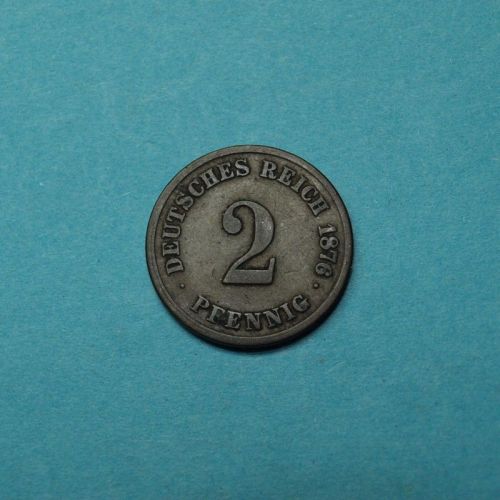 DEUTSCHES REICH 1876
2
· PFENNIG ·